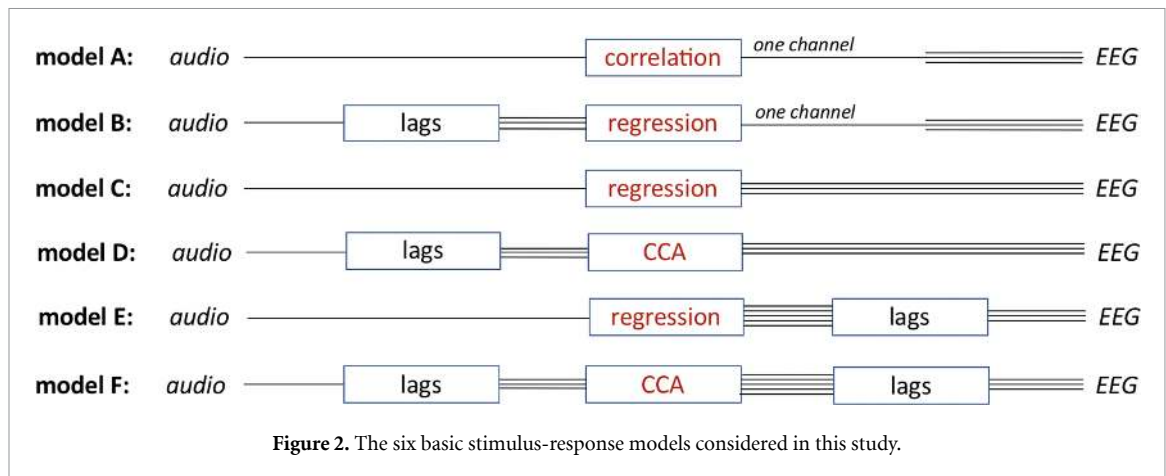 model A: audio correlation one channel EEG
model B: audio lags regression one channel EEG
model C: audio regression EEG
model D: audio lags CCA EEG
model E: audio regression lags EEG
model F: audio lags CCA lags EEG
Figure 2. The six basic stimulus-response models considered in this study.